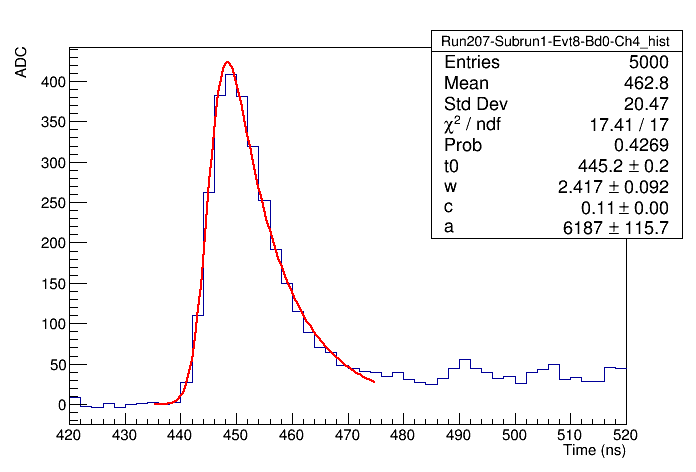 Run207-Subrun1-Evt8-Bd0-Ch4_hist
Entries 5000
Mean 462.8
Std Dev 20.47
χ² / ndf 17.41 / 17
Prob 0.4269
t0 445.2 ± 0.2
w 2.417 ± 0.092
c 0.11 ± 0.00
a 6187 ± 115.7
ADC
400
350
300
250
200
150
100
50
0
420 430 440 450 460 470 480 490 500 510 520
Time (ns)